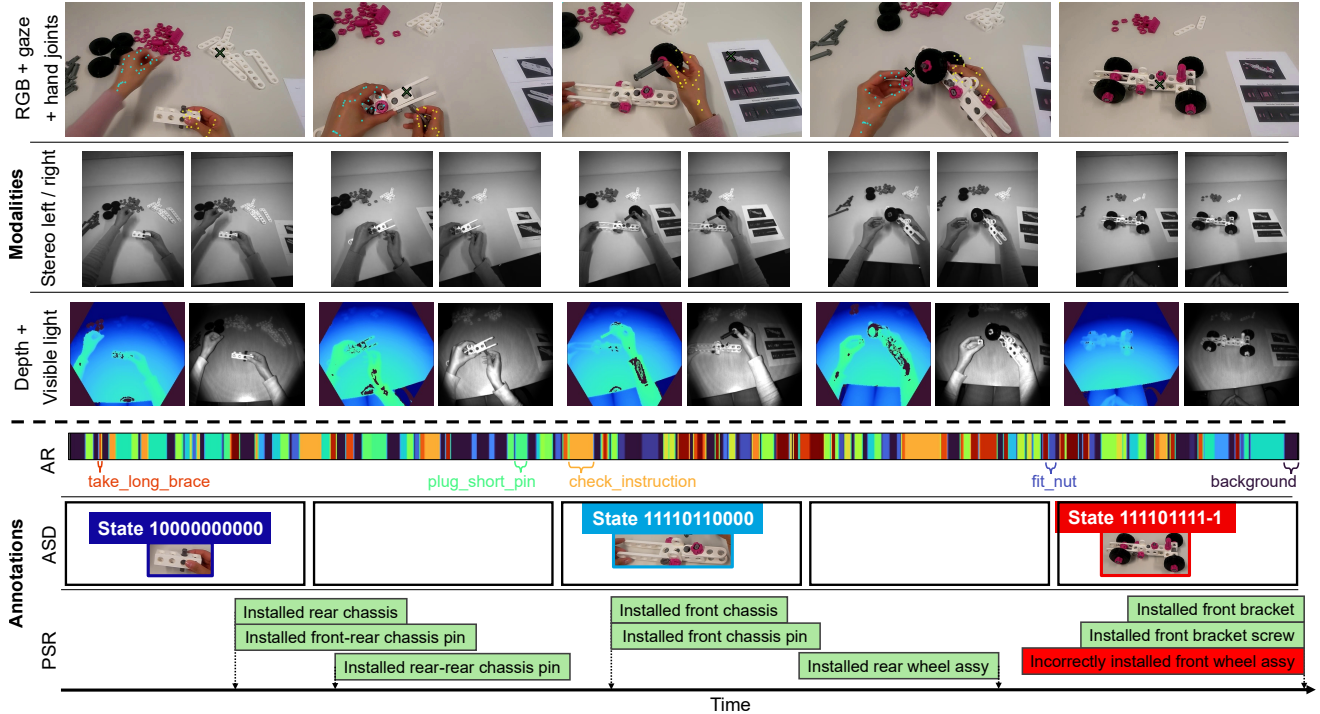 RGB + gaze
+ hand joints
Modalities
Stereo left / right
Depth +
Visible light
AR
take_long_brace
plug_short_pin
check_instruction
fit_nut
background
Annotations
ASD
State 10000000000
State 11110110000
State 111101111-1
PSR
Installed rear chassis
Installed front-rear chassis pin
Installed rear-rear chassis pin
Installed front chassis
Installed front chassis pin
Installed rear wheel assy
Installed front bracket
Installed front bracket screw
Incorrectly installed front wheel assy
Time